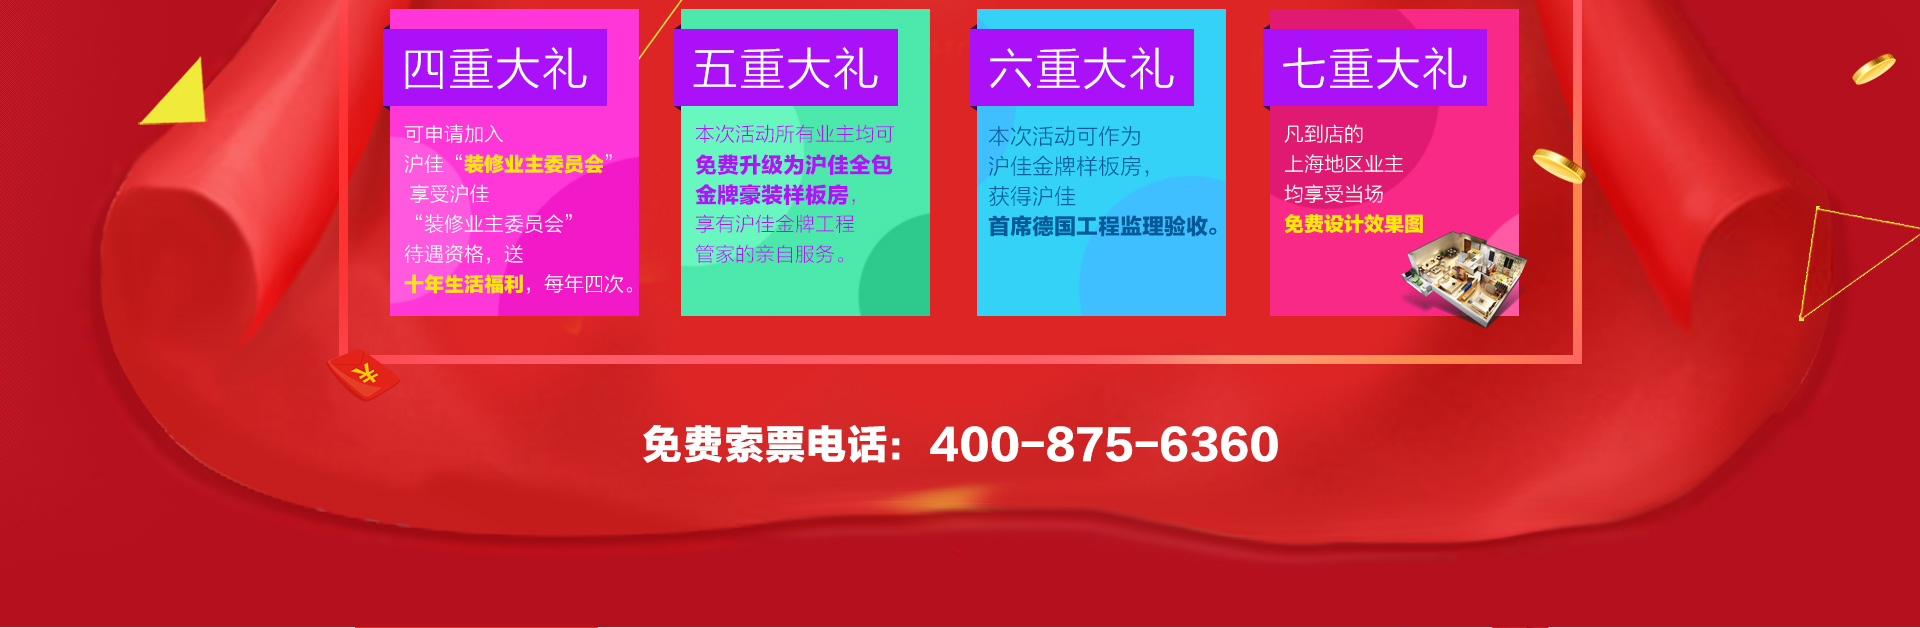 四重大礼
可申请加入
沪佳“装修业主委员会”
享受沪佳
“装修业主委员会”
待遇资格，送
十年生活福利，每年四次。
五重大礼
本次活动所有业主均可
免费升级为沪佳全包
金牌豪装样板房，
享有沪佳金牌工程
管家的亲自服务。
六重大礼
本次活动可作为
沪佳金牌样板房，
获得沪佳
首席德国工程监理验收。
七重大礼
凡到店的
上海地区业主
均享受当场
免费设计效果图
免费索票电话：400-875-6360